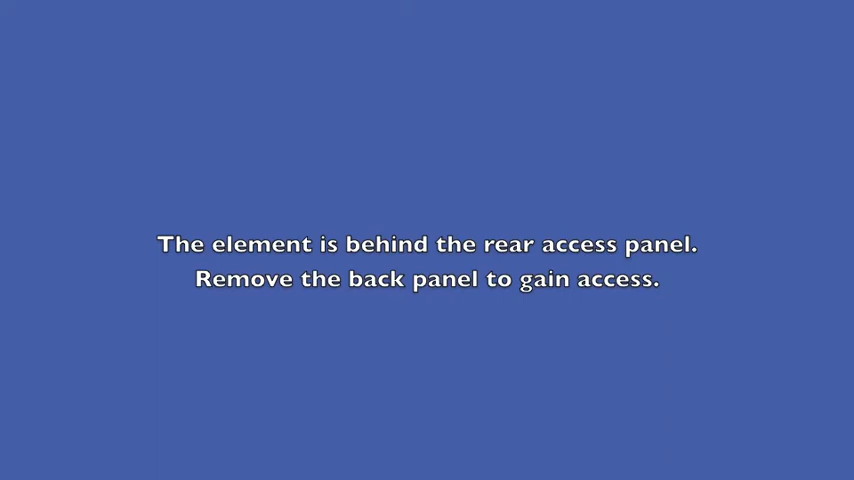 The element is behind the rear access panel.
Remove the back panel to gain access.